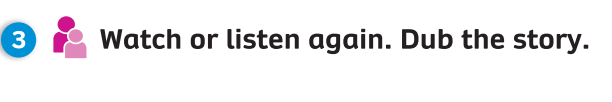 3 Watch or listen again. Dub the story.